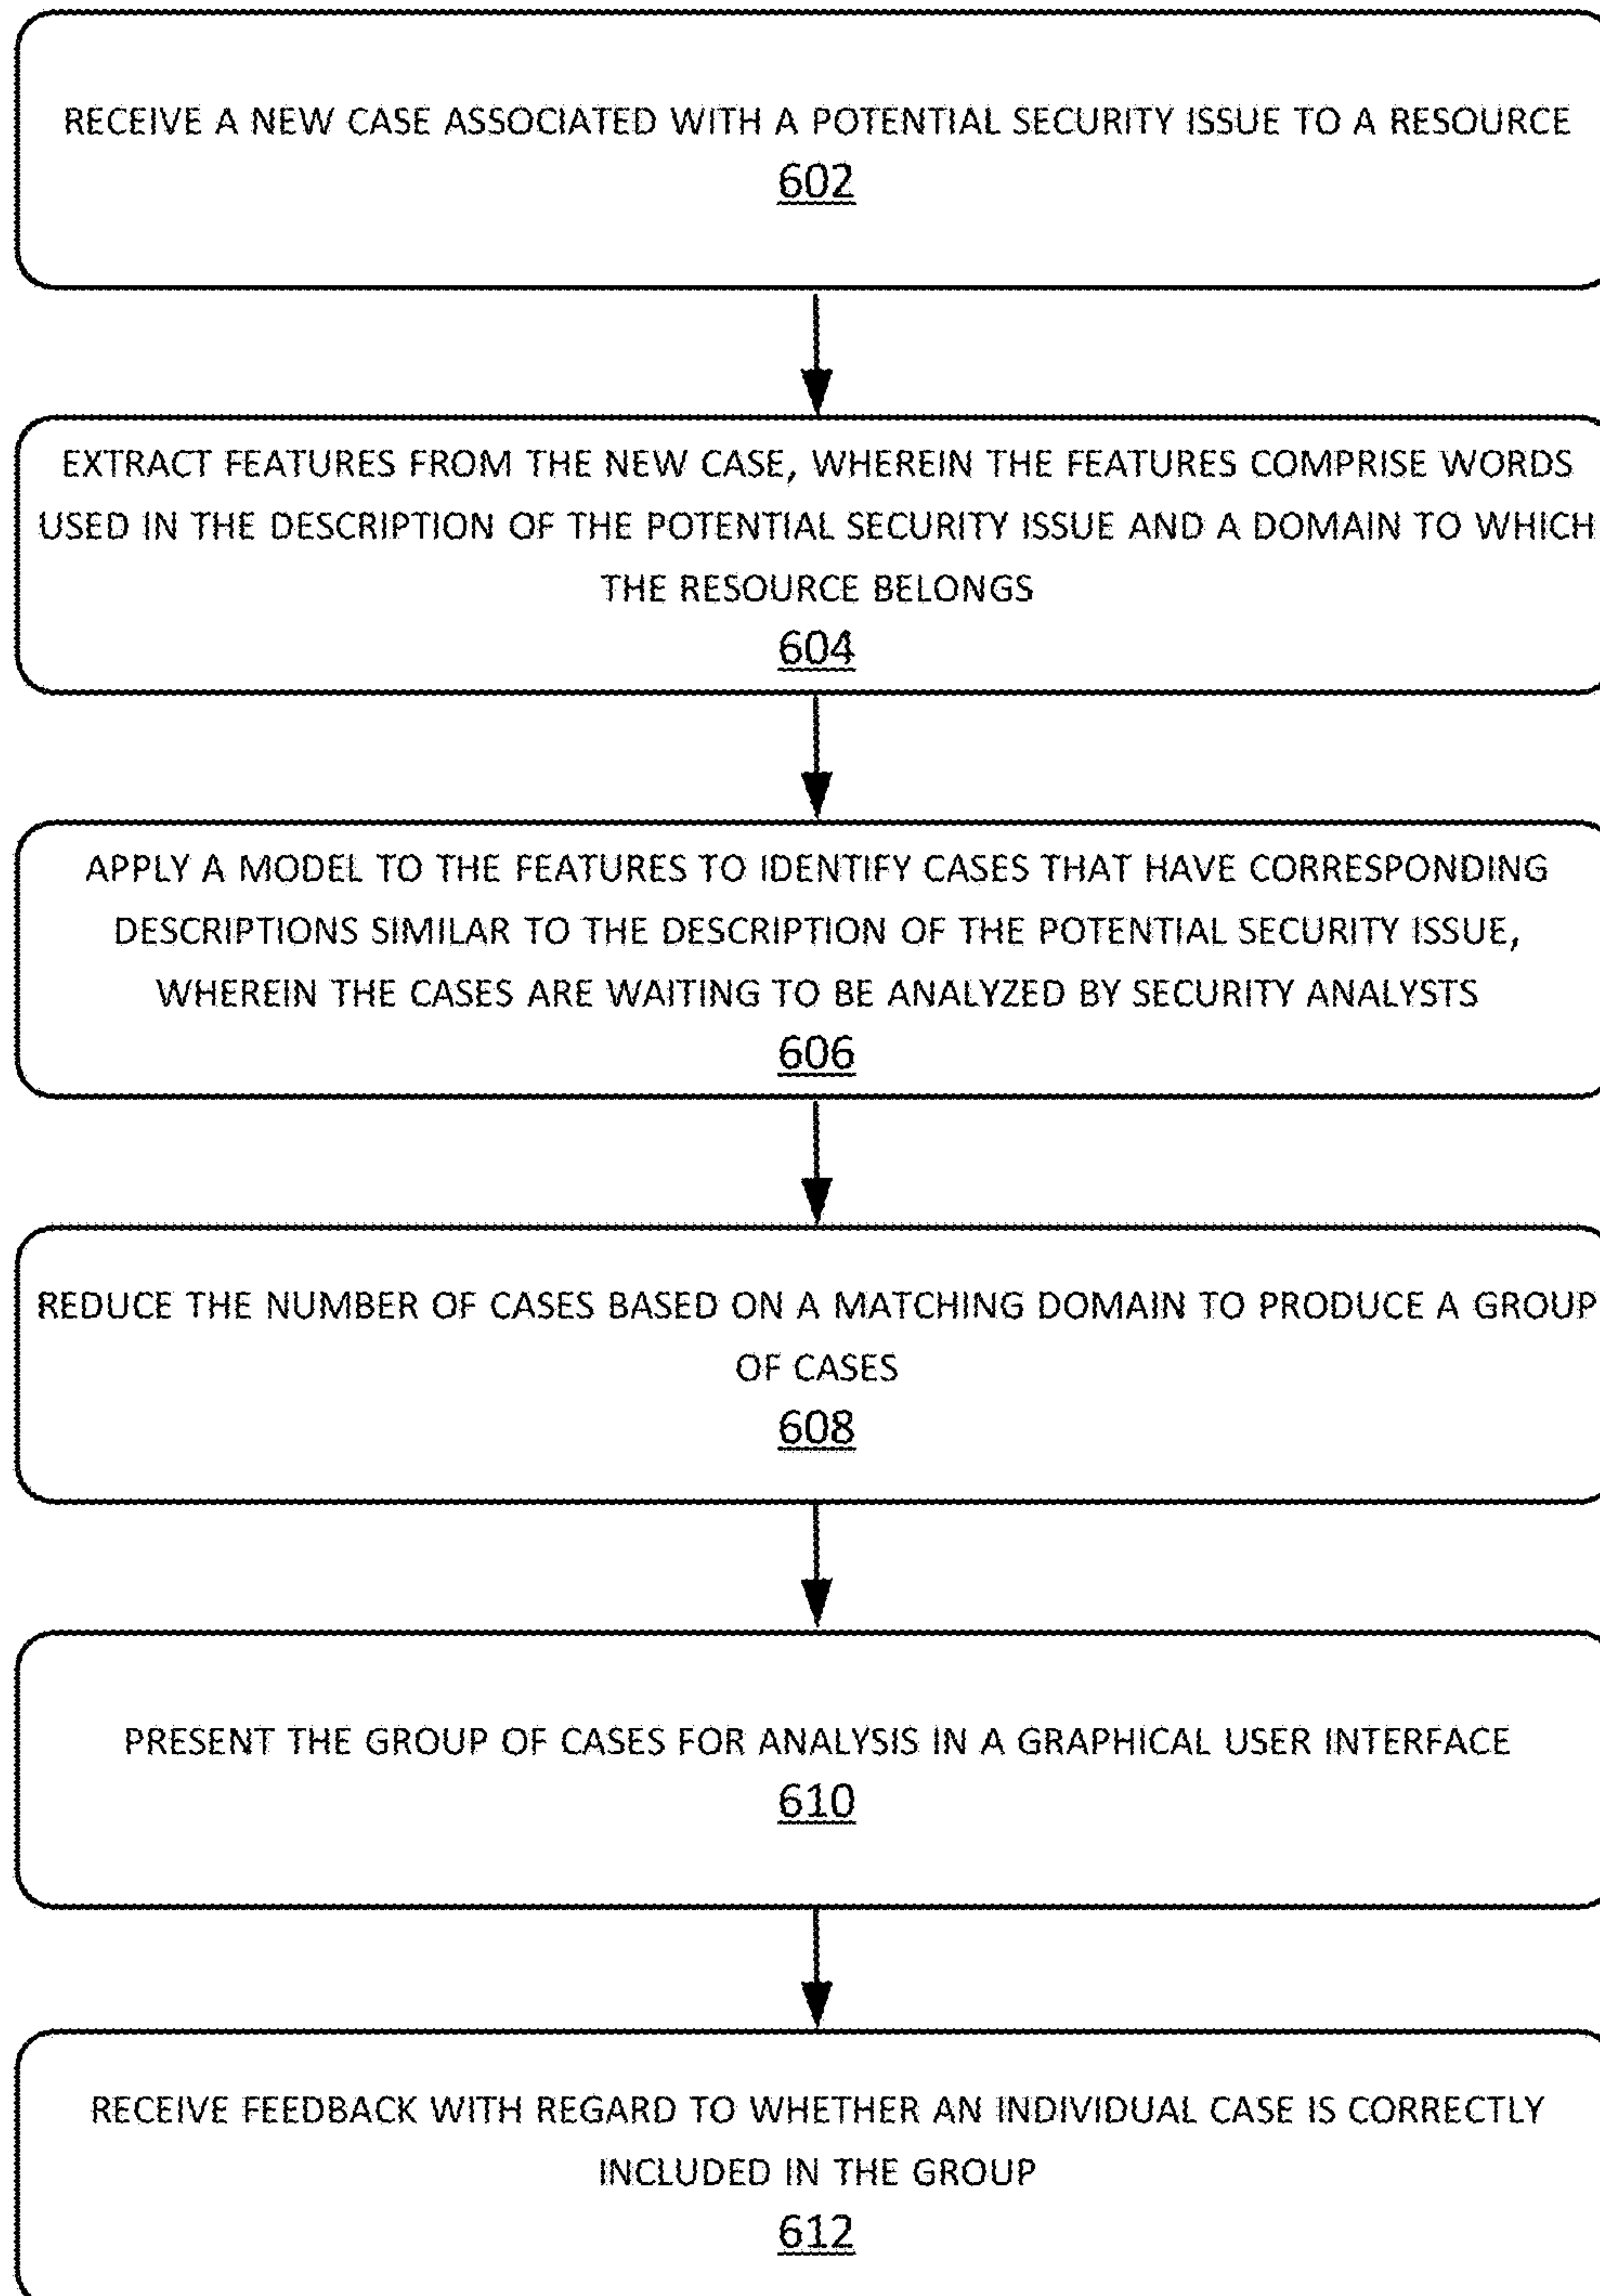 RECEIVE A NEW CASE ASSOCIATED WITH A POTENTIAL SECURITY ISSUE TO A RESOURCE
602
EXTRACT FEATURES FROM THE NEW CASE, WHEREIN THE FEATURES COMPRISE WORDS
USED IN THE DESCRIPTION OF THE POTENTIAL SECURITY ISSUE AND A DOMAIN TO WHICH
THE RESOURCE BELONGS
604
APPLY A MODEL TO THE FEATURES TO IDENTIFY CASES THAT HAVE CORRESPONDING
DESCRIPTIONS SIMILAR TO THE DESCRIPTION OF THE POTENTIAL SECURITY ISSUE,
WHEREIN THE CASES ARE WAITING TO BE ANALYZED BY SECURITY ANALYSTS
606
REDUCE THE NUMBER OF CASES BASED ON A MATCHING DOMAIN TO PRODUCE A GROUP
OF CASES
608
PRESENT THE GROUP OF CASES FOR ANALYSIS IN A GRAPHICAL USER INTERFACE
610
RECEIVE FEEDBACK WITH REGARD TO WHETHER AN INDIVIDUAL CASE IS CORRECTLY
INCLUDED IN THE GROUP
612